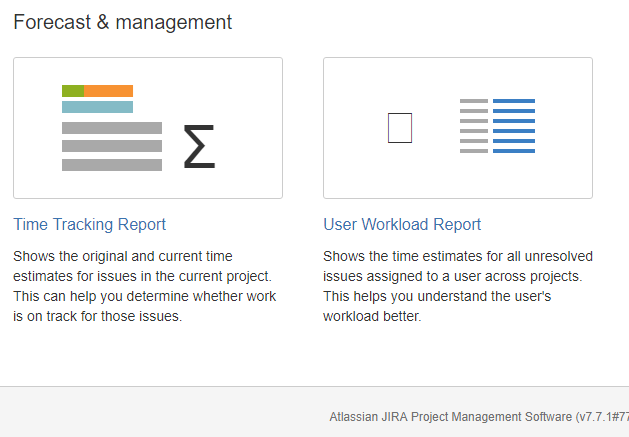 Forecast & management
Σ
Time Tracking Report
Shows the original and current time
estimates for issues in the current project.
This can help you determine whether work
is on track for those issues.
User Workload Report
Shows the time estimates for all unresolved
issues assigned to a user across projects.
This helps you understand the user's
workload better.
Atlassian JIRA Project Management Software (v7.7.1#77